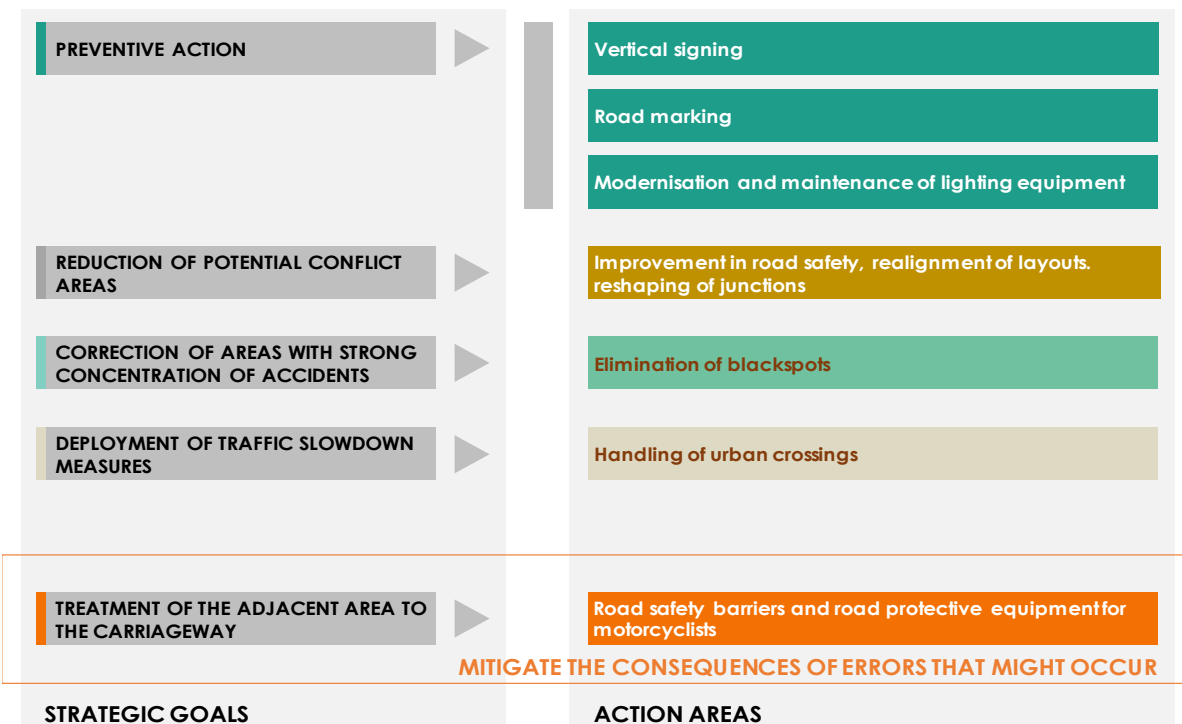 PREVENTIVE ACTION
Vertical signing
Road marking
Modernisation and maintenance of lighting equipment
REDUCTION OF POTENTIAL CONFLICT
AREAS
Improvement in road safety, realignment of layouts.
reshaping of junctions
CORRECTION OF AREAS WITH STRONG
CONCENTRATION OF ACCIDENTS
Elimination of blackspots
DEPLOYMENT OF TRAFFIC SLOWDOWN
MEASURES
Handling of urban crossings
TREATMENT OF THE ADJACENT AREA TO
THE CARRIAGEWAY
Road safety barriers and road protective equipment for
motorcyclists
MITIGATE THE CONSEQUENCES OF ERRORS THAT MIGHT OCCUR
STRATEGIC GOALS
ACTION AREAS